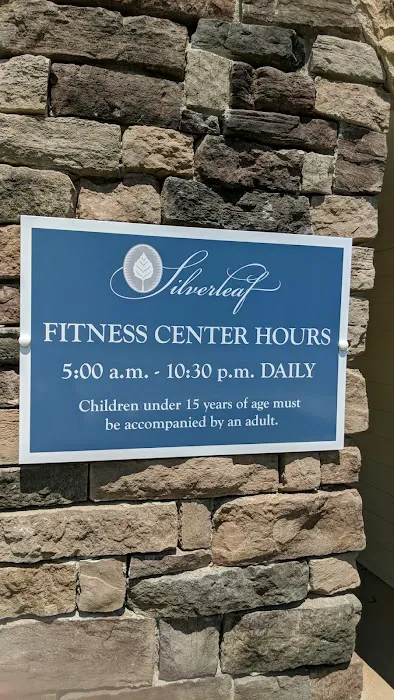 Silverleaf
FITNESS CENTER HOURS
5:00 a.m. - 10:30 p.m. DAILY
Children under 15 years of age must
be accompanied by an adult.